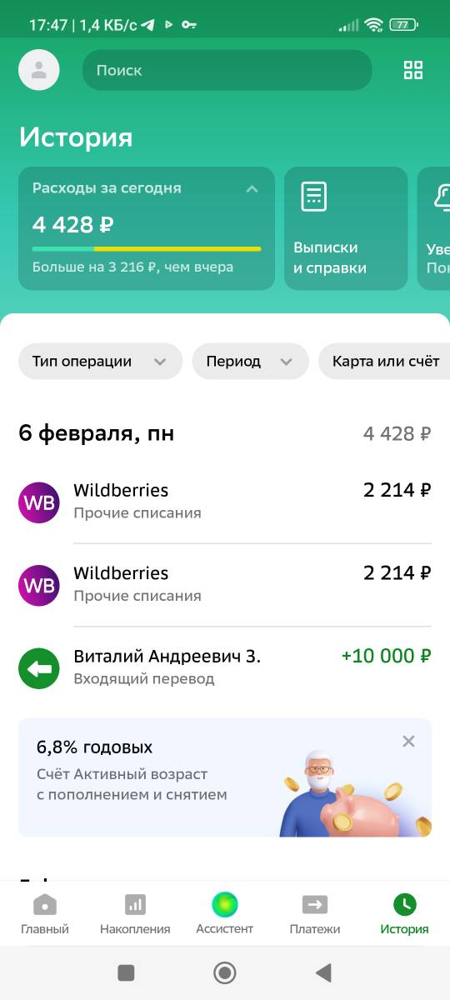 17:47 | 1,4 КБ/с
77
Поиск
История
Расходы за сегодня
4 428 ₽
Больше на 3 216 ₽, чем вчера
Выписки
и справки
Уве
Пок
Тип операции
Период
Карта или счёт
6 февраля, пн
4 428 ₽
WB
Wildberries
2 214 ₽
Прочие списания
WB
Wildberries
2 214 ₽
Прочие списания
Виталий Андреевич З.
+10 000 ₽
Входящий перевод
6,8% годовых
Счёт Активный возраст
с пополнением и снятием
Главный
Накопления
Ассистент
Платежи
История